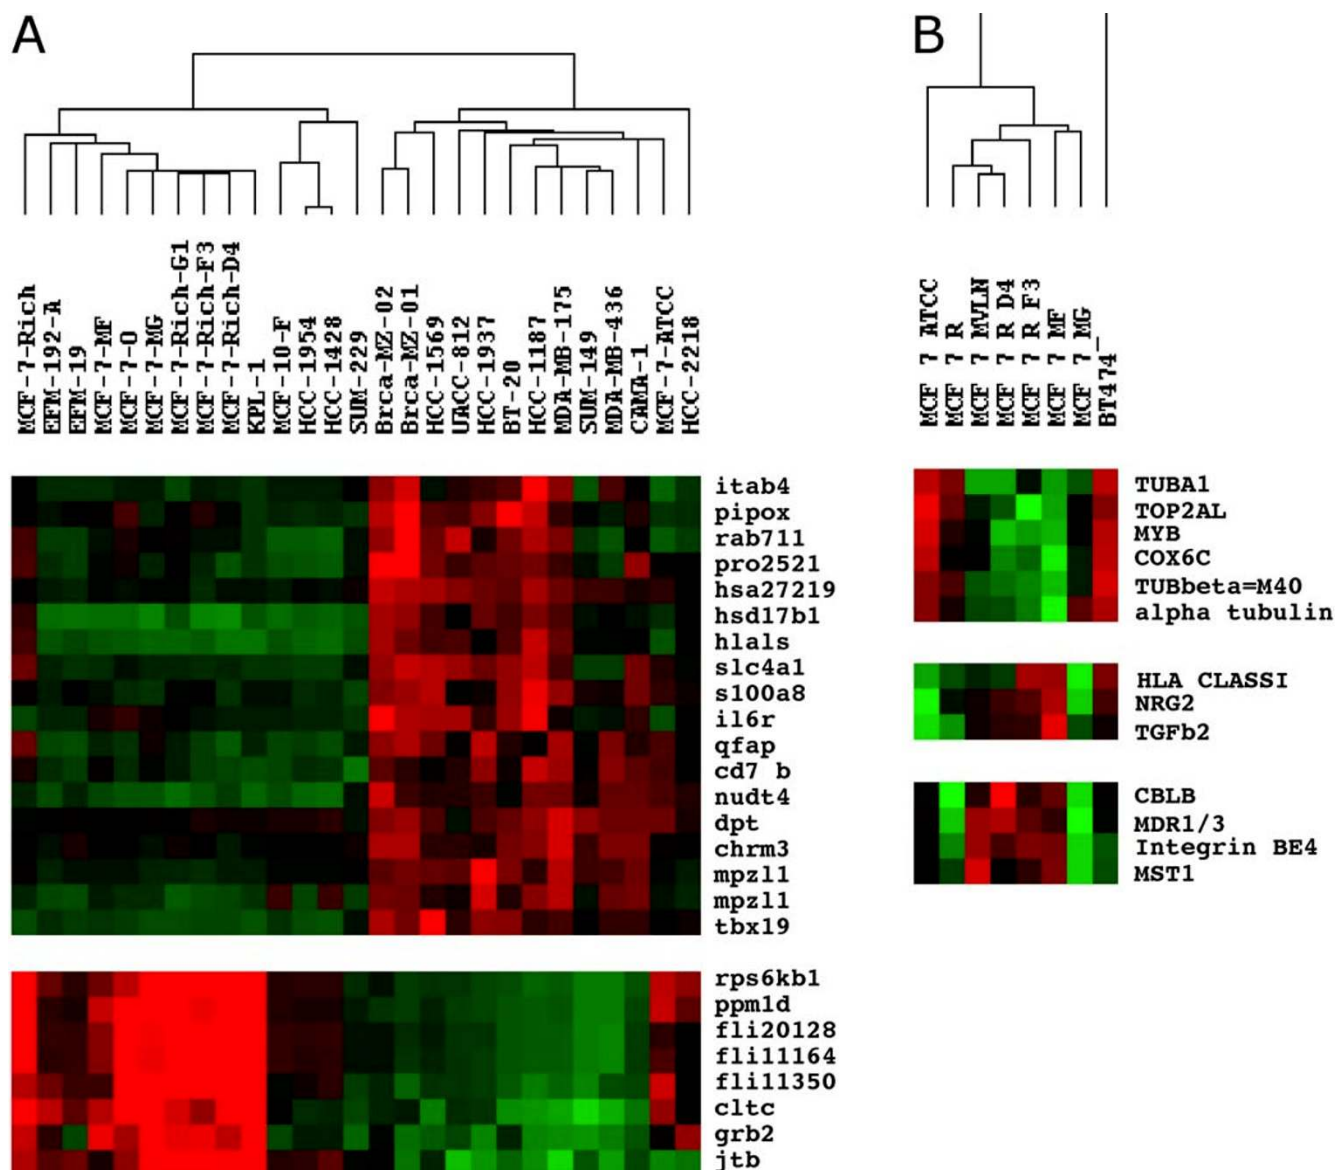 A
B
MCF-7-Rich
EFM-192-A
EFM-19
MCF-7-MF
MCF-7-O
MCF-7-MG
MCF-7-Rich-G1
MCF-7-Rich-F3
MCF-7-Rich-D4
KPL-1
MCF-10-F
HCC-1954
HCC-1428
SUM-229
Brca-MZ-02
Brca-MZ-01
HCC-1569
UACC-812
HCC-1937
BT-20
HCC-1187
MDA-MB-175
SUM-149
MDA-MB-436
CAMA-1
MCF-7-ATCC
HCC-2218
MCF 7 ATCC
MCF 7 R
MCF 7 MVLN
MCF 7 R D4
MCF 7 R F3
MCF 7 MF
MCF 7 MG
BT474_
itab4
pipox
rab711
pro2521
hsa27219
hsd17b1
hlals
slc4a1
s100a8
il6r
qfap
cd7 b
nudt4
dpt
chrm3
mpzl1
mpzl1
tbx19
rps6kb1
ppm1d
fli20128
fli11164
fli11350
cltc
grb2
jtb
TUBA1
TOP2AL
MYB
COX6C
TUBbeta=M40
alpha tubulin
HLA CLASSI
NRG2
TGFb2
CBLB
MDR1/3
Integrin BE4
MST1